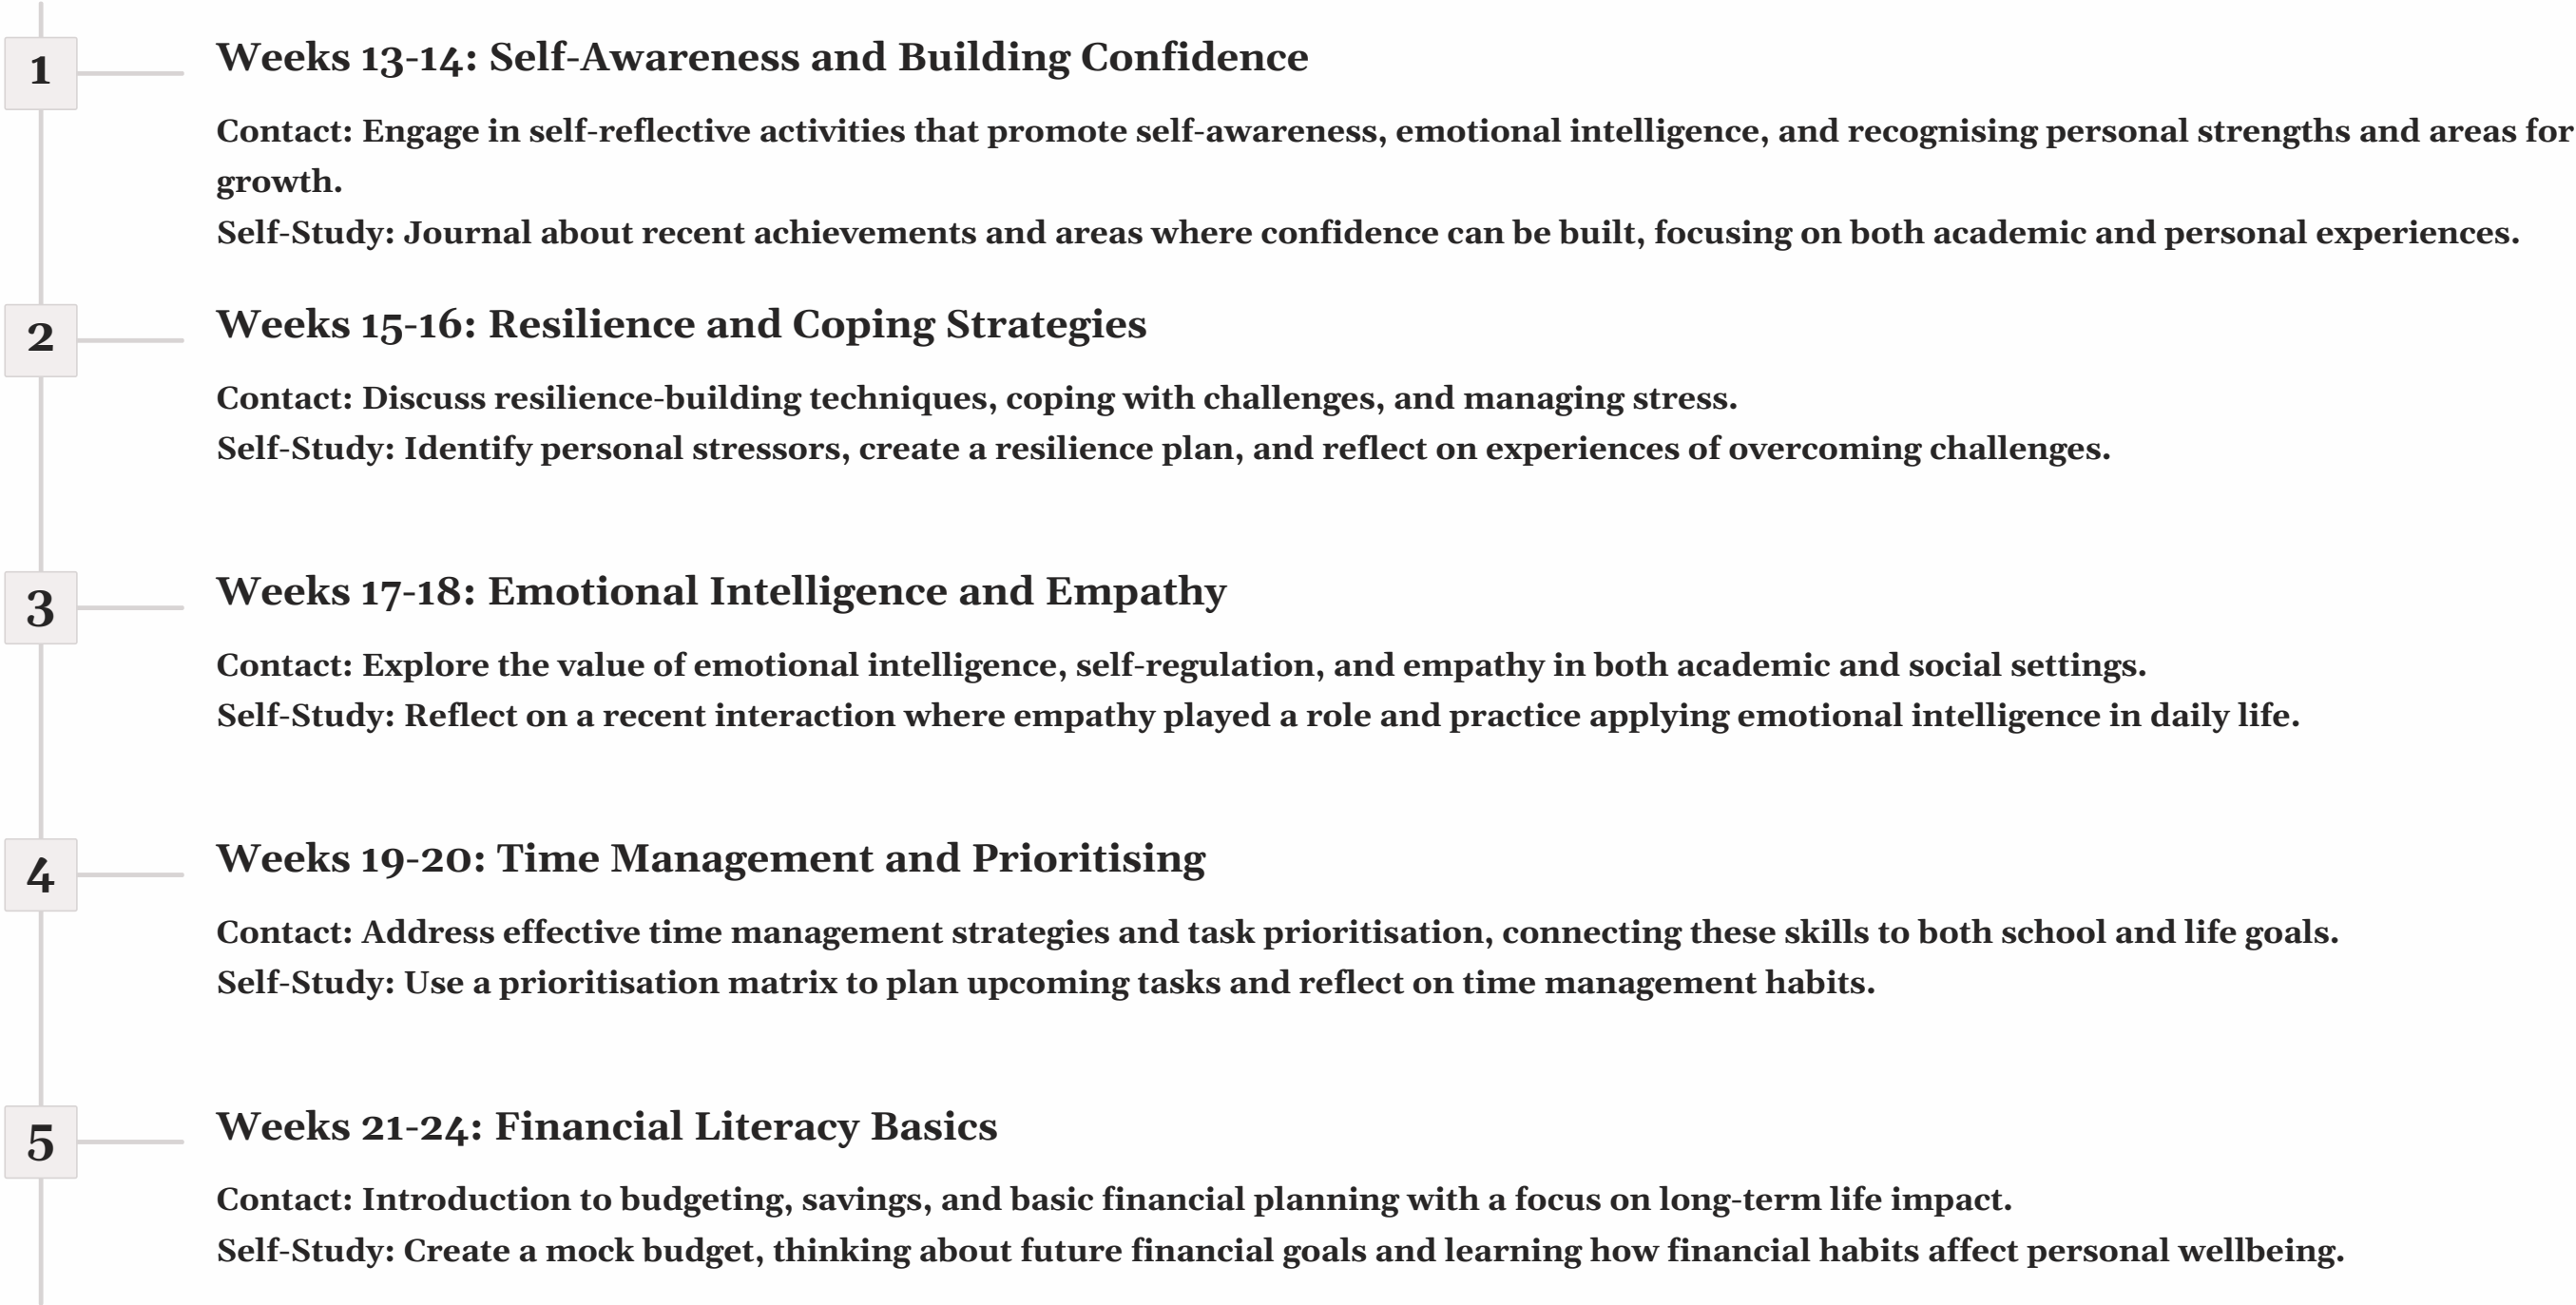 1
Weeks 13-14: Self-Awareness and Building Confidence
Contact: Engage in self-reflective activities that promote self-awareness, emotional intelligence, and recognising personal strengths and areas for
growth.
Self-Study: Journal about recent achievements and areas where confidence can be built, focusing on both academic and personal experiences.
2
Weeks 15-16: Resilience and Coping Strategies
Contact: Discuss resilience-building techniques, coping with challenges, and managing stress.
Self-Study: Identify personal stressors, create a resilience plan, and reflect on experiences of overcoming challenges.
3
Weeks 17-18: Emotional Intelligence and Empathy
Contact: Explore the value of emotional intelligence, self-regulation, and empathy in both academic and social settings.
Self-Study: Reflect on a recent interaction where empathy played a role and practice applying emotional intelligence in daily life.
4
Weeks 19-20: Time Management and Prioritising
Contact: Address effective time management strategies and task prioritisation, connecting these skills to both school and life goals.
Self-Study: Use a prioritisation matrix to plan upcoming tasks and reflect on time management habits.
5
Weeks 21-24: Financial Literacy Basics
Contact: Introduction to budgeting, savings, and basic financial planning with a focus on long-term life impact.
Self-Study: Create a mock budget, thinking about future financial goals and learning how financial habits affect personal wellbeing.